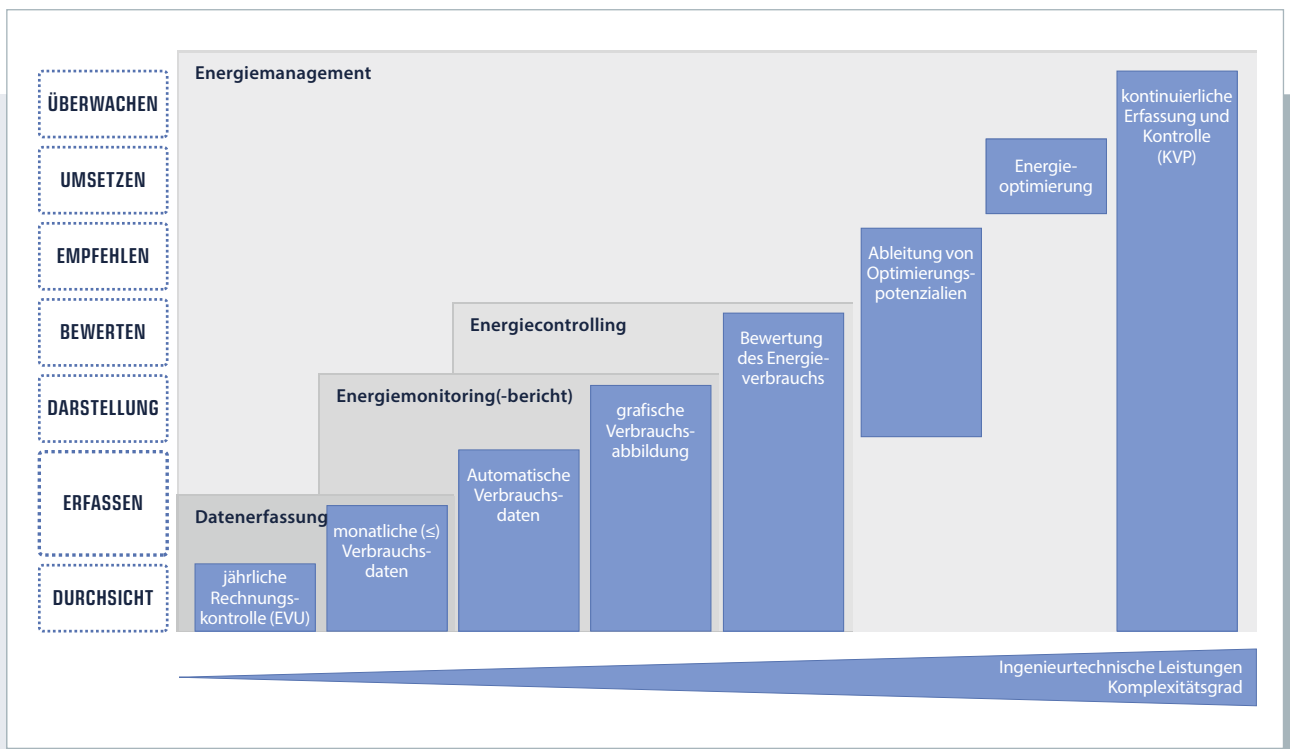 ÜBERWACHEN
UMSETZEN
EMPFEHLEN
BEWERTEN
DARSTELLUNG
ERFASSEN
DURCHSICHT
Energiemanagement
Energiecontrolling
Energiemonitoring(-bericht)
Datenerfassung
jährliche
Rechnungs-
kontrolle (EVU)
monatliche (≤)
Verbrauchs-
daten
Automatische
Verbrauchs-
daten
grafische
Verbrauchs-
abbildung
Bewertung
des Energie-
verbrauchs
Ableitung von
Optimierungs-
potenzialien
Energie-
optimierung
kontinuierliche
Erfassung und
Kontrolle
(KVP)
Ingenieurtechnische Leistungen
Komplexitätsgrad